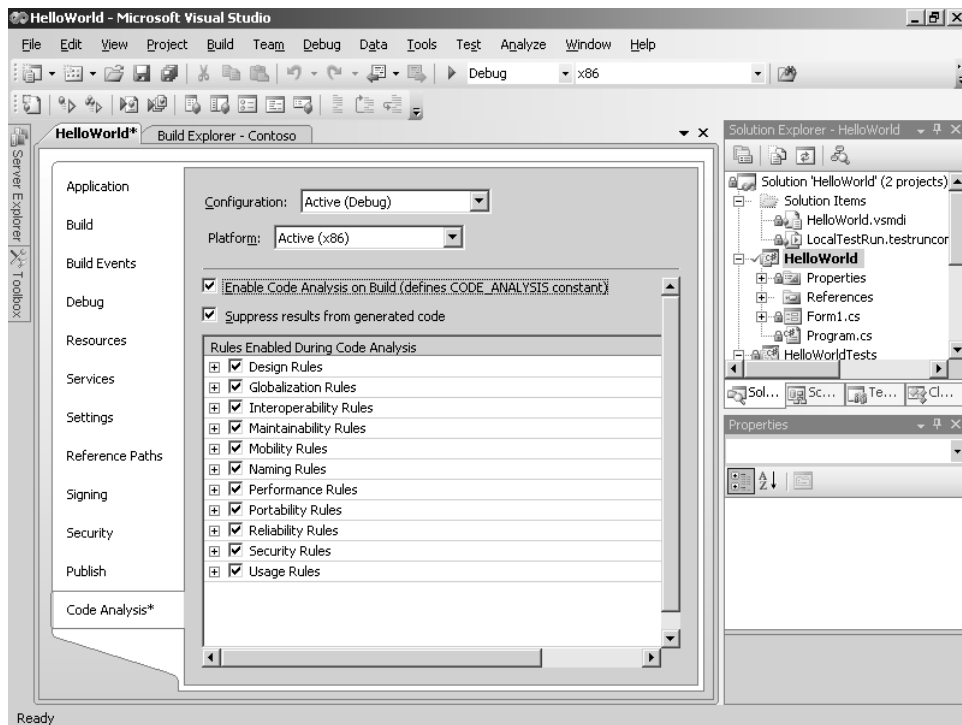 HelloWorld - Microsoft Visual Studio
File Edit View Project Build Team Debug Data Tools Test Analyze Window Help
Debug x86
HelloWorld* Build Explorer - Contoso
Server Explorer
Toolbox
Application
Build
Build Events
Debug
Resources
Services
Settings
Reference Paths
Signing
Security
Publish
Code Analysis*
Configuration: Active (Debug)
Platform: Active (x86)
Enable Code Analysis on Build (defines CODE_ANALYSIS constant)
Suppress results from generated code
Rules Enabled During Code Analysis
Design Rules
Globalization Rules
Interoperability Rules
Maintainability Rules
Mobility Rules
Naming Rules
Performance Rules
Portability Rules
Reliability Rules
Security Rules
Usage Rules
Solution Explorer - HelloWorld
Solution 'HelloWorld' (2 projects)
Solution Items
HelloWorld.vsmdi
LocalTestRun.testruncor
HelloWorld
Properties
References
Form1.cs
Program.cs
HelloWorldTests
Sol... Sc... Te... Cl...
Properties
Ready